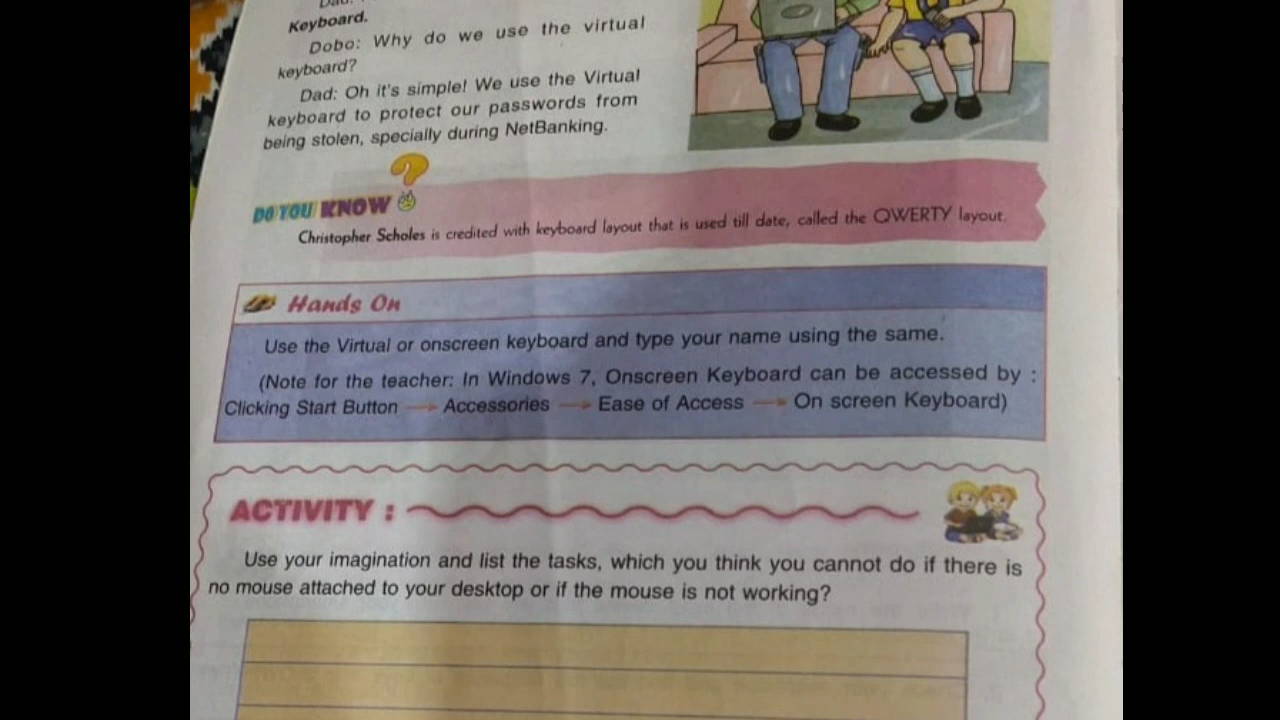 Dad:
Keyboard.
Dobo: Why do we use the virtual
keyboard?
Dad: Oh it's simple! We use the Virtual
keyboard to protect our passwords from
being stolen, specially during NetBanking.
DO YOU KNOW ?
Christopher Scholes is credited with keyboard layout that is used till date, called the QWERTY layout.
Hands On
Use the Virtual or onscreen keyboard and type your name using the same.
(Note for the teacher: In Windows 7, Onscreen Keyboard can be accessed by :
Clicking Start Button → Accessories → Ease of Access → On screen Keyboard)
ACTIVITY :
Use your imagination and list the tasks, which you think you cannot do if there is
no mouse attached to your desktop or if the mouse is not working?